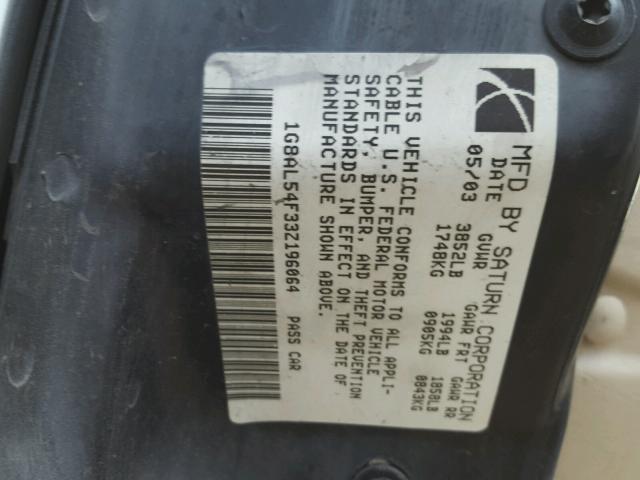 MFD BY SATURN CORPORATION
DATE GVWR GAWR FRT GAWR RR
05/03 3852LB 1994LB 1858LB
1748KG 0905KG 0843KG
THIS VEHICLE CONFORMS TO ALL APPLI-
CABLE U.S. FEDERAL MOTOR VEHICLE
SAFETY, BUMPER, AND THEFT PREVENTION
STANDARDS IN EFFECT ON THE DATE OF
MANUFACTURE SHOWN ABOVE.
1G8AL54F33Z196064 PASS CAR